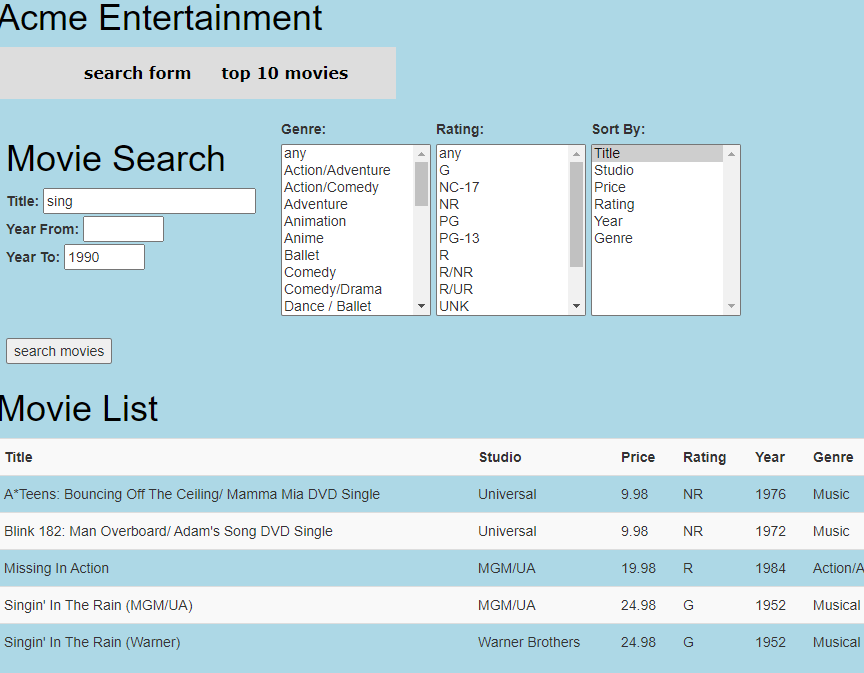 Acme Entertainment
search form top 10 movies
Movie Search
Title: sing
Year From:
Year To: 1990
Genre:
any
Action/Adventure
Action/Comedy
Adventure
Animation
Anime
Ballet
Comedy
Comedy/Drama
Dance / Ballet
Rating:
any
G
NC-17
NR
PG
PG-13
R
R/NR
R/UR
UNK
Sort By:
Title
Studio
Price
Rating
Year
Genre
search movies
Movie List
Title Studio Price Rating Year Genre
A*Teens: Bouncing Off The Ceiling/ Mamma Mia DVD Single Universal 9.98 NR 1976 Music
Blink 182: Man Overboard/ Adam's Song DVD Single Universal 9.98 NR 1972 Music
Missing In Action MGM/UA 19.98 R 1984 Action/A
Singin' In The Rain (MGM/UA) MGM/UA 24.98 G 1952 Musical
Singin' In The Rain (Warner) Warner Brothers 24.98 G 1952 Musical